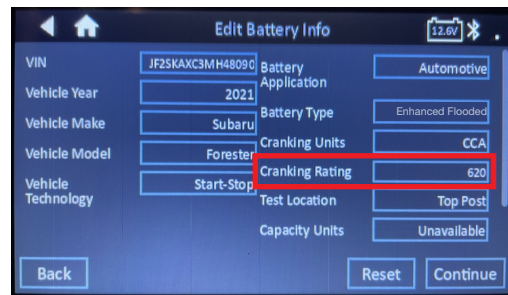 Edit Battery Info
12.6V
VIN
JF2SKAXC3MH48090
Vehicle Year
2021
Vehicle Make
Subaru
Vehicle Model
Forester
Vehicle
Technology
Start-Stop
Battery
Application
Automotive
Battery Type
Enhanced Flooded
Cranking Units
CCA
Cranking Rating
620
Test Location
Top Post
Capacity Units
Unavailable
Back
Reset
Continue